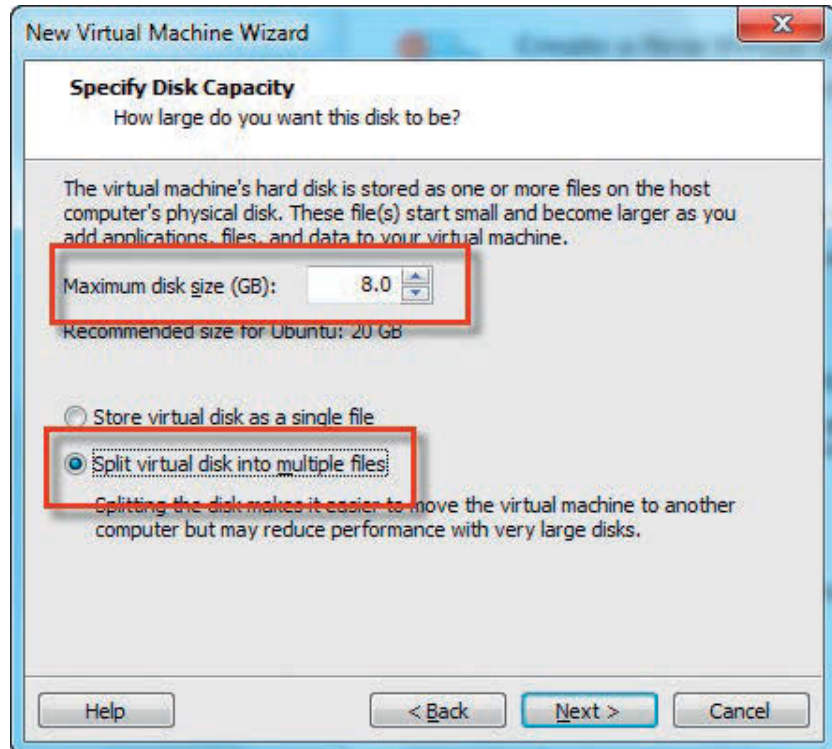 New Virtual Machine Wizard
Specify Disk Capacity
How large do you want this disk to be?
The virtual machine's hard disk is stored as one or more files on the host
computer's physical disk. These file(s) start small and become larger as you
add applications, files, and data to your virtual machine.
Maximum disk size (GB): 8.0
Recommended size for Ubuntu: 20 GB
Store virtual disk as a single file
Split virtual disk into multiple files
Splitting the disk makes it easier to move the virtual machine to another
computer but may reduce performance with very large disks.
Help < Back Next > Cancel